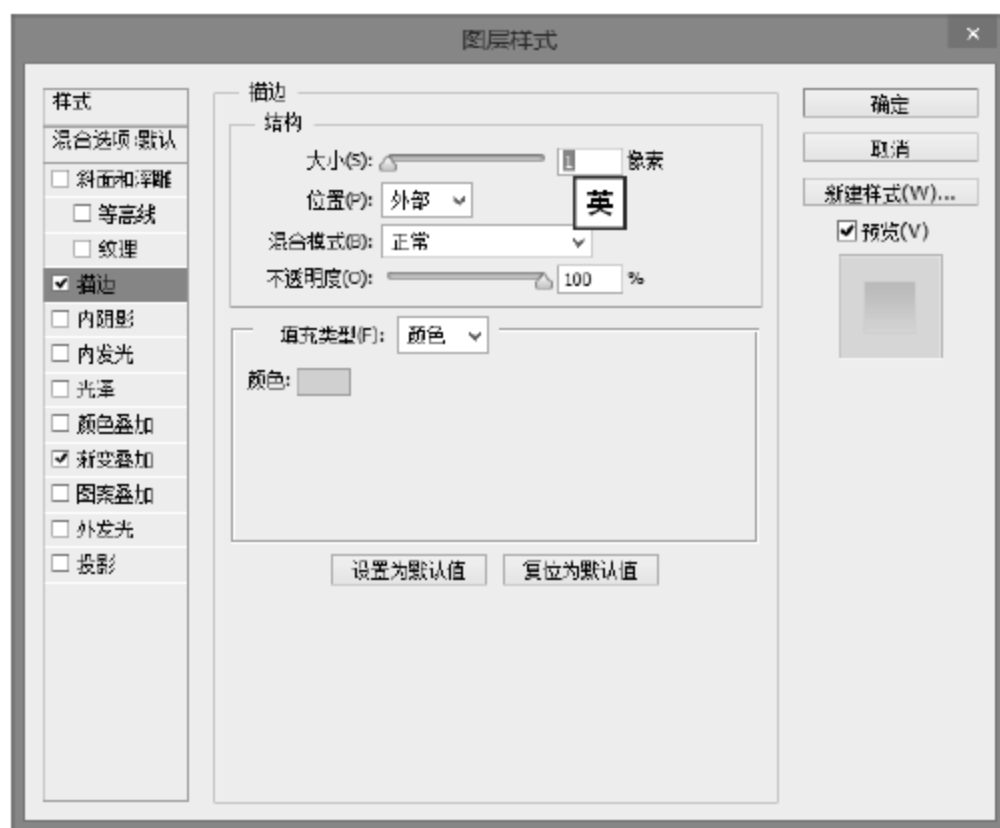 图层样式
样式
混合选项:默认
斜面和浮雕
等高线
纹理
描边
内阴影
内发光
光泽
颜色叠加
渐变叠加
图案叠加
外发光
投影
描边
结构
大小(S): 1 像素
英
位置(P): 外部
混合模式(B): 正常
不透明度(O): 100 %
填充类型(F): 颜色
颜色:
设置为默认值 复位为默认值
确定
取消
新建样式(W)...
预览(V)